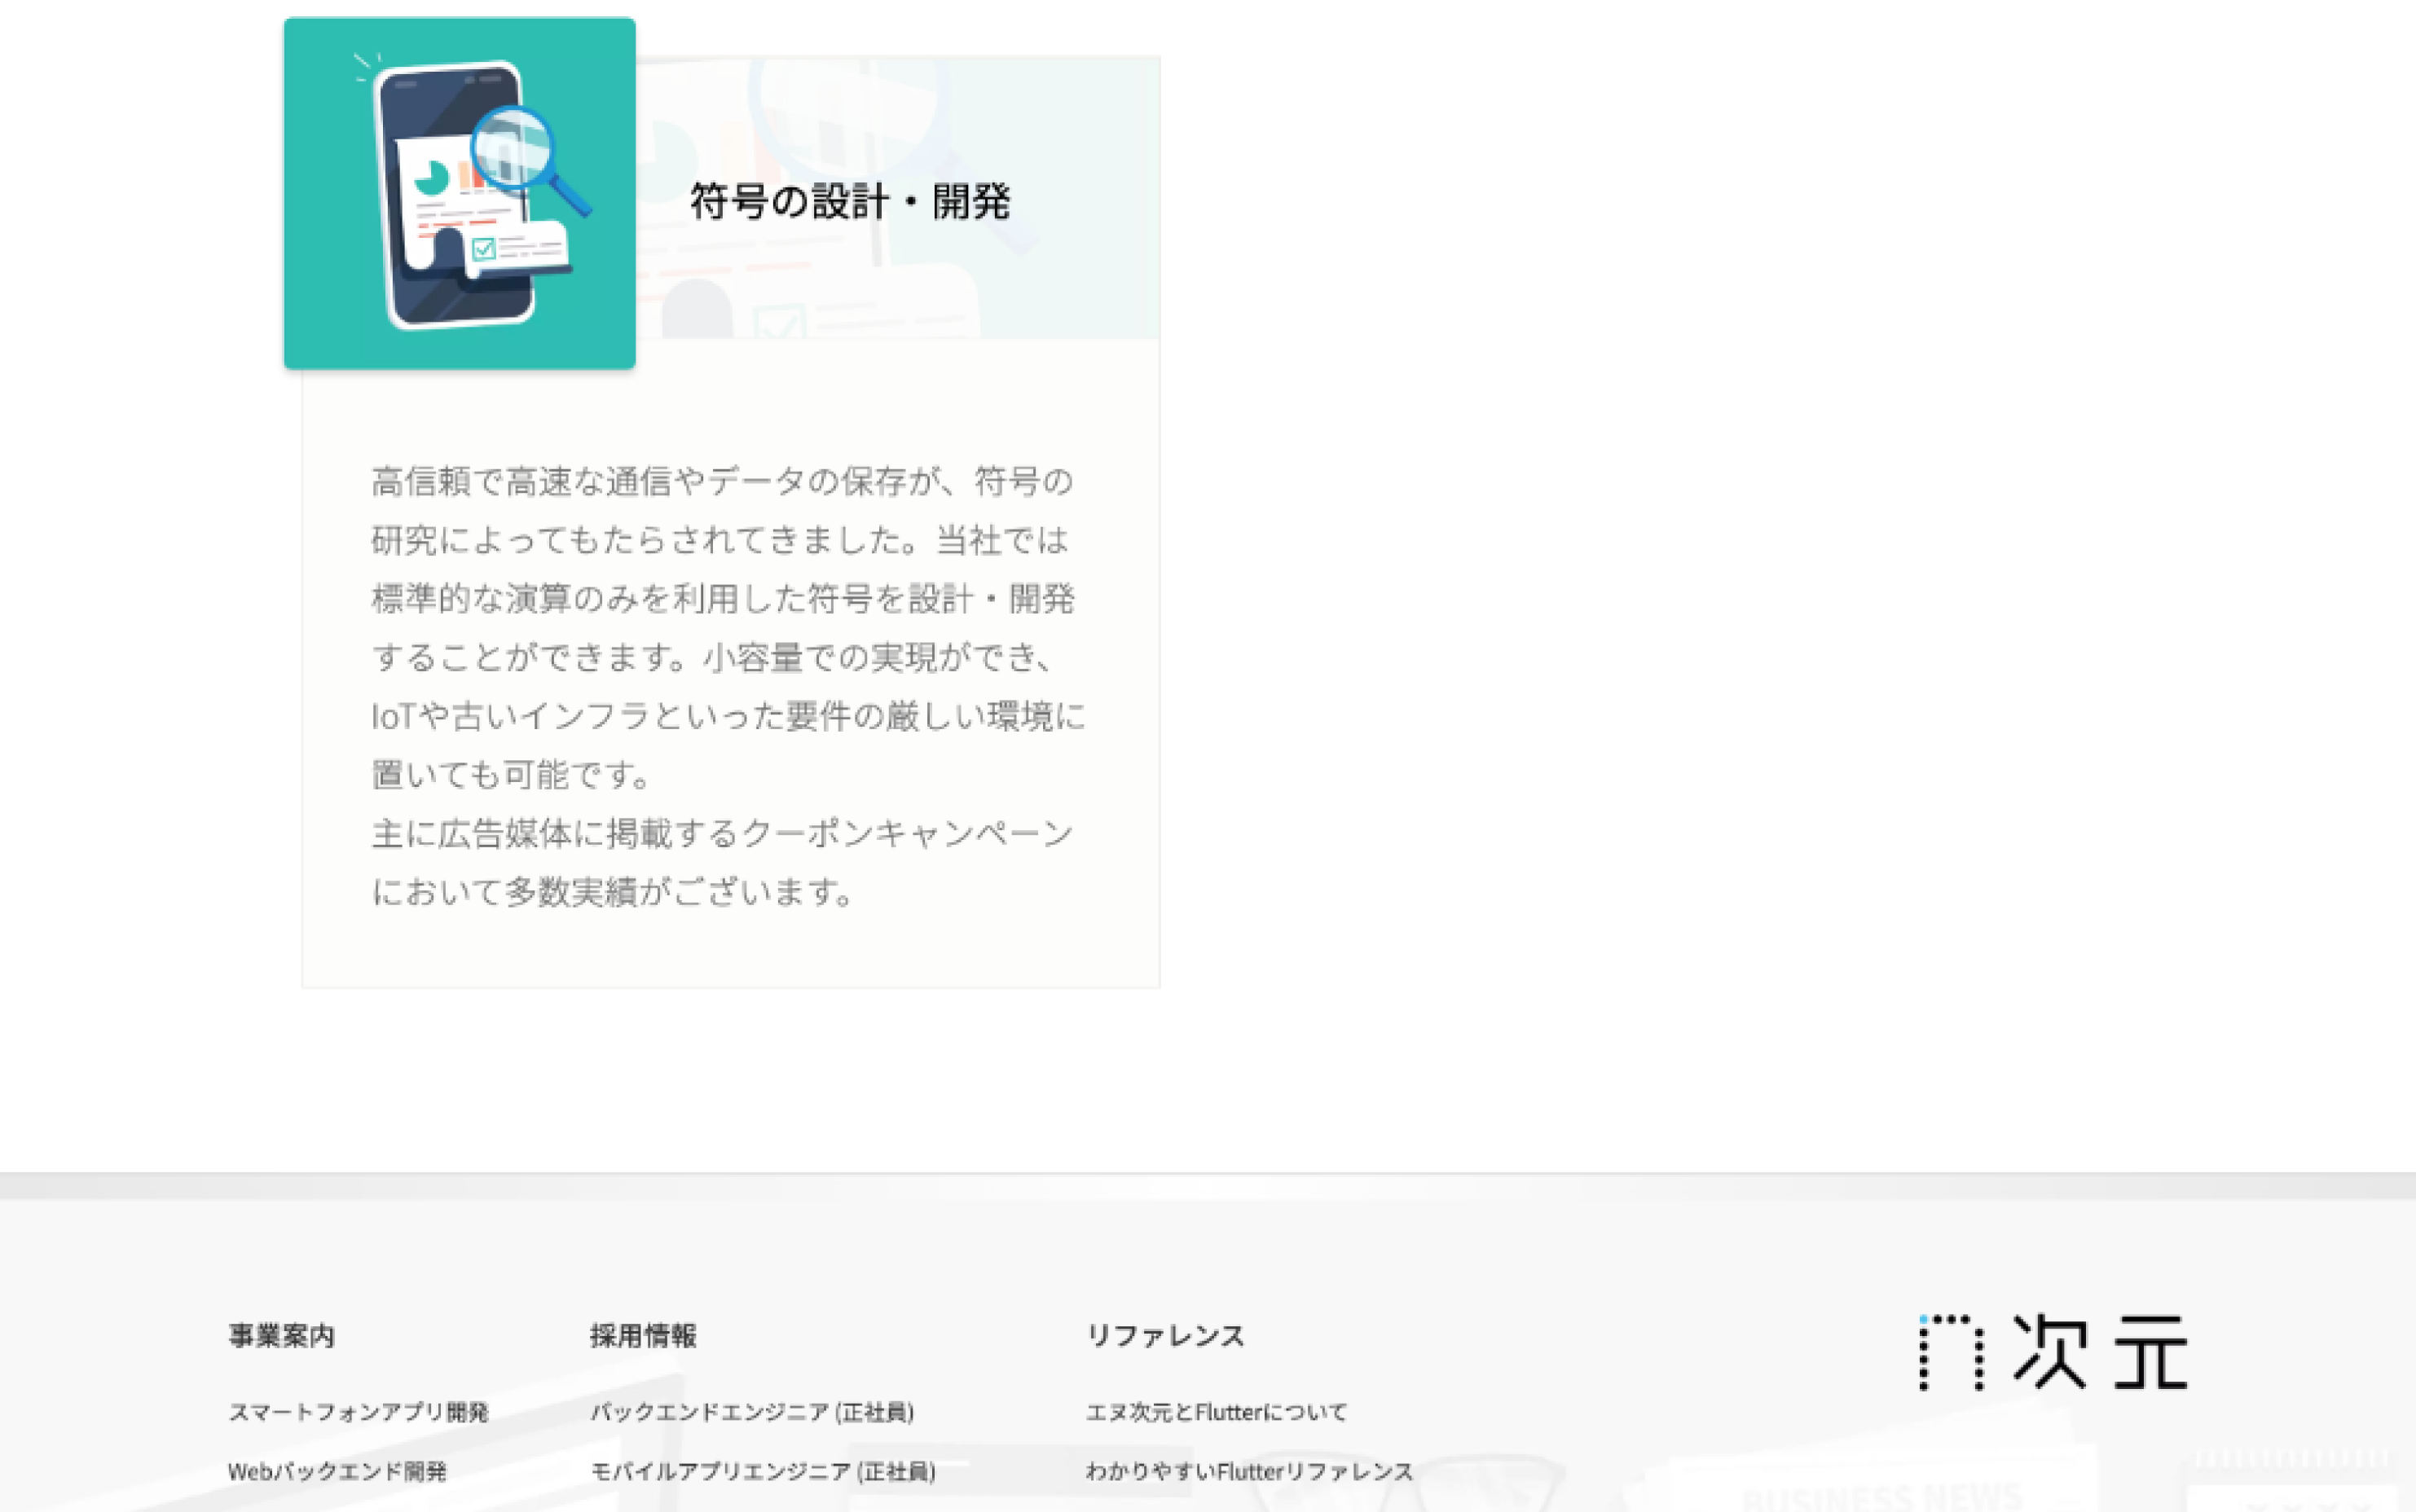 符号の設計・開発
高信頼で高速な通信やデータの保存が、符号の
研究によってもたらされてきました。当社では
標準的な演算のみを利用した符号を設計・開発
することができます。小容量での実現ができ、
IoTや古いインフラといった要件の厳しい環境に
置いても可能です。
主に広告媒体に掲載するクーポンキャンペーン
において多数実績がございます。
事業案内
スマートフォンアプリ開発
Webバックエンド開発
採用情報
バックエンドエンジニア (正社員)
モバイルアプリエンジニア (正社員)
リファレンス
エヌ次元とFlutterについて
わかりやすいFlutterリファレンス
n次元
BUSINESS NEWS